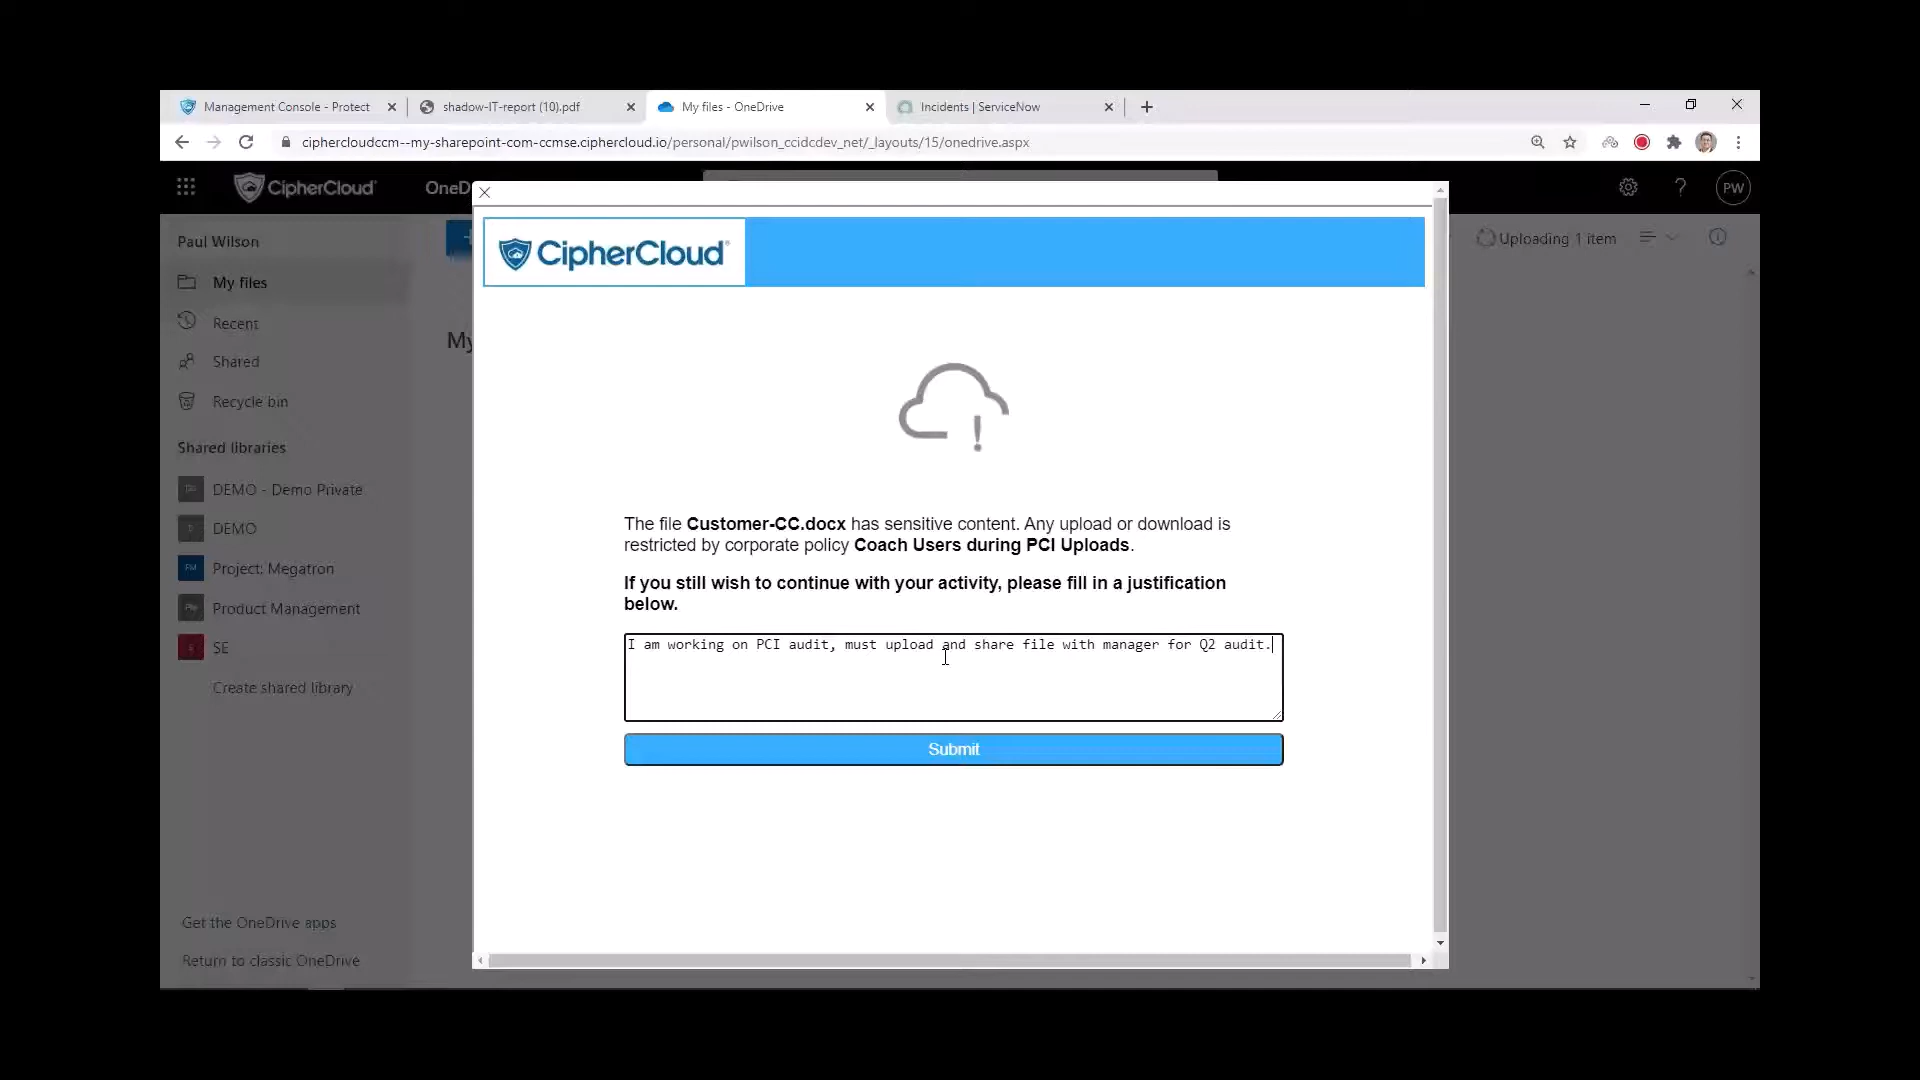 Management Console - Protect
shadow-IT-report (10).pdf
My files - OneDrive
Incidents | ServiceNow
ciphercloudccm--my-sharepoint-com-ccmse.ciphercloud.io/personal/pwilson_ccidcdev_net/_layouts/15/onedrive.aspx
CipherCloud
OneD
PW
Paul Wilson
My files
Recent
Shared
Recycle bin
Shared libraries
DEMO - Demo Private
DEMO
PM Project: Megatron
Product Management
SE
Create shared library
Get the OneDrive apps
Return to classic OneDrive
My
Uploading 1 item
CipherCloud
The file Customer-CC.docx has sensitive content. Any upload or download is
restricted by corporate policy Coach Users during PCI Uploads.
If you still wish to continue with your activity, please fill in a justification
below.
I am working on PCI audit, must upload and share file with manager for Q2 audit.
Submit